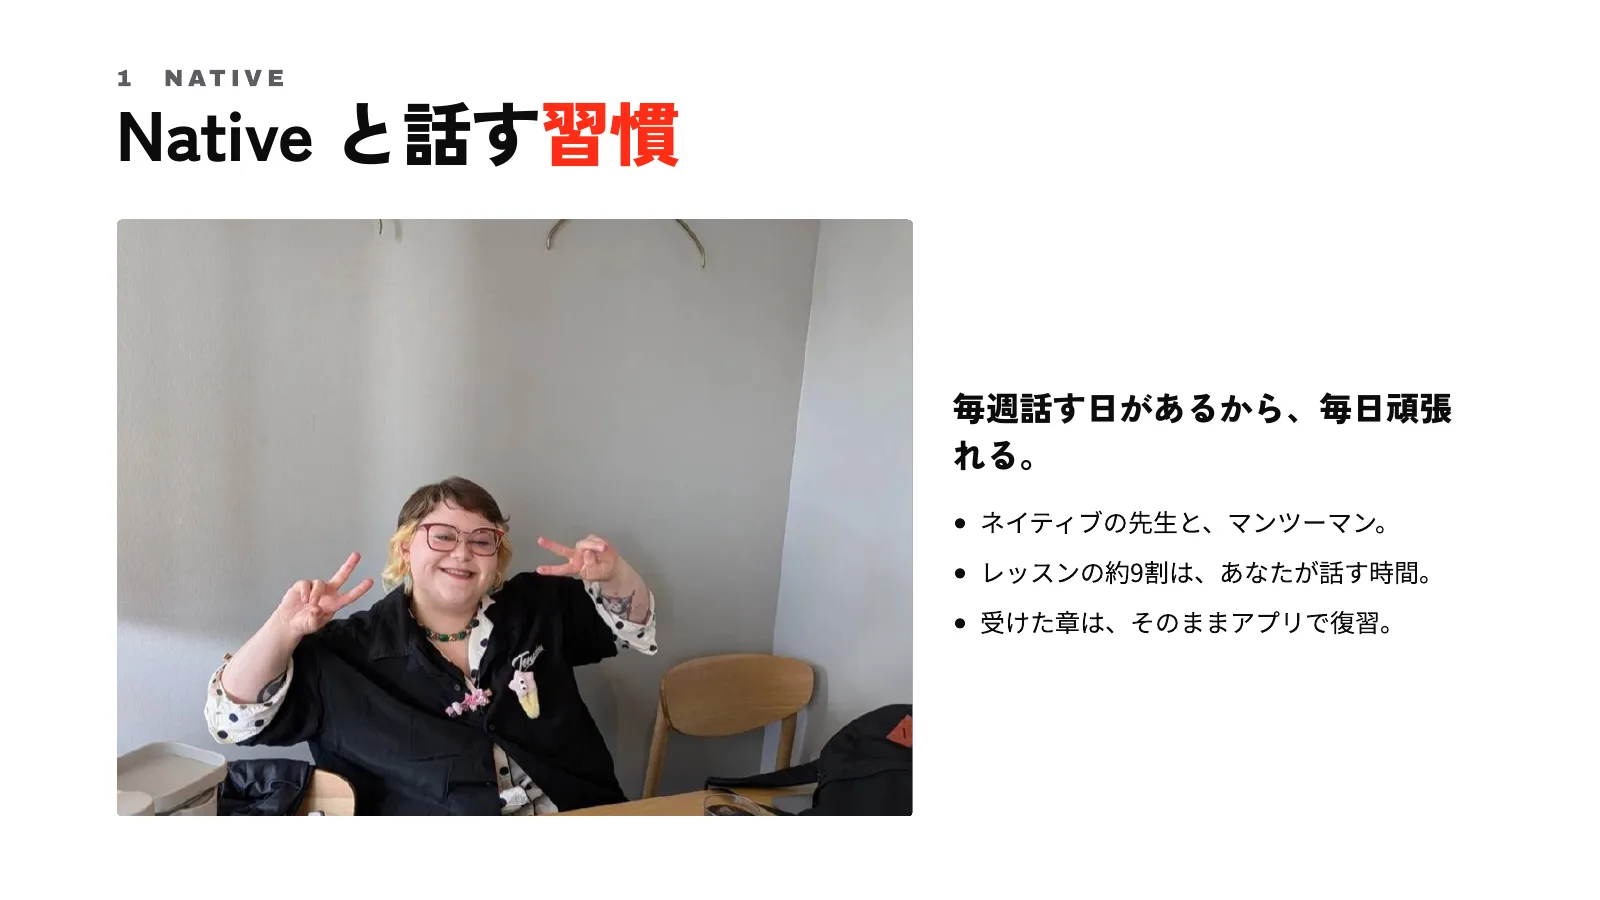 1 NATIVE
Native と話す習慣
毎週話す日があるから、毎日頑張
れる。
• ネイティブの先生と、マンツーマン。
• レッスンの約9割は、あなたが話す時間。
• 受けた章は、そのままアプリで復習。